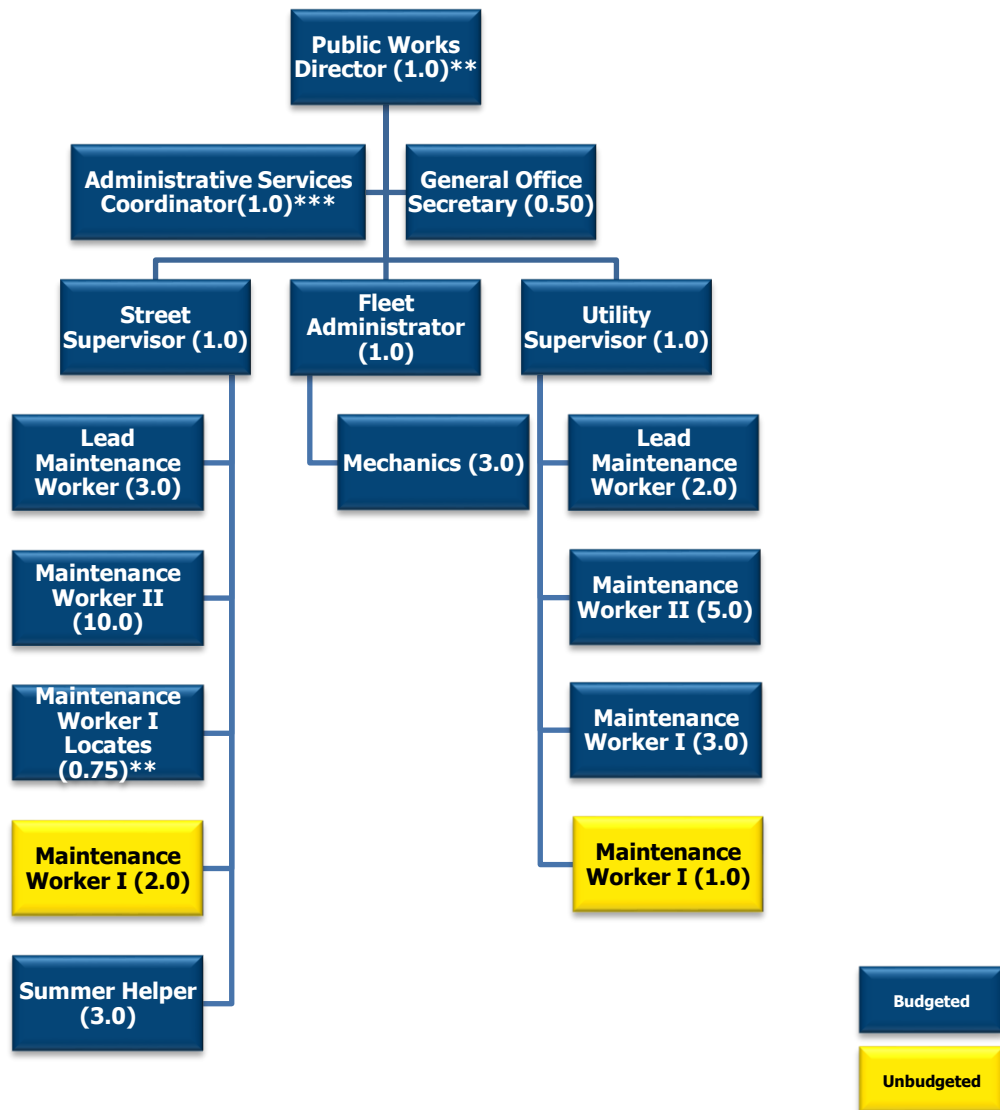 Public Works
Director (1.0)**
Administrative Services
Coordinator(1.0)***
General Office
Secretary (0.50)
Street
Supervisor (1.0)
Fleet
Administrator
(1.0)
Utility
Supervisor (1.0)
Lead
Maintenance
Worker (3.0)
Mechanics (3.0)
Lead
Maintenance
Worker (2.0)
Maintenance
Worker II
(10.0)
Maintenance
Worker II (5.0)
Maintenance
Worker I
Locates
(0.75)**
Maintenance
Worker I (3.0)
Maintenance
Worker I (2.0)
Maintenance
Worker I (1.0)
Summer Helper
(3.0)
Budgeted
Unbudgeted